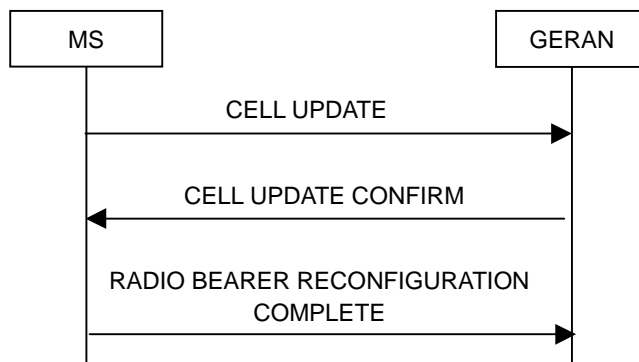 MS
GERAN
CELL UPDATE
CELL UPDATE CONFIRM
RADIO BEARER RECONFIGURATION
COMPLETE